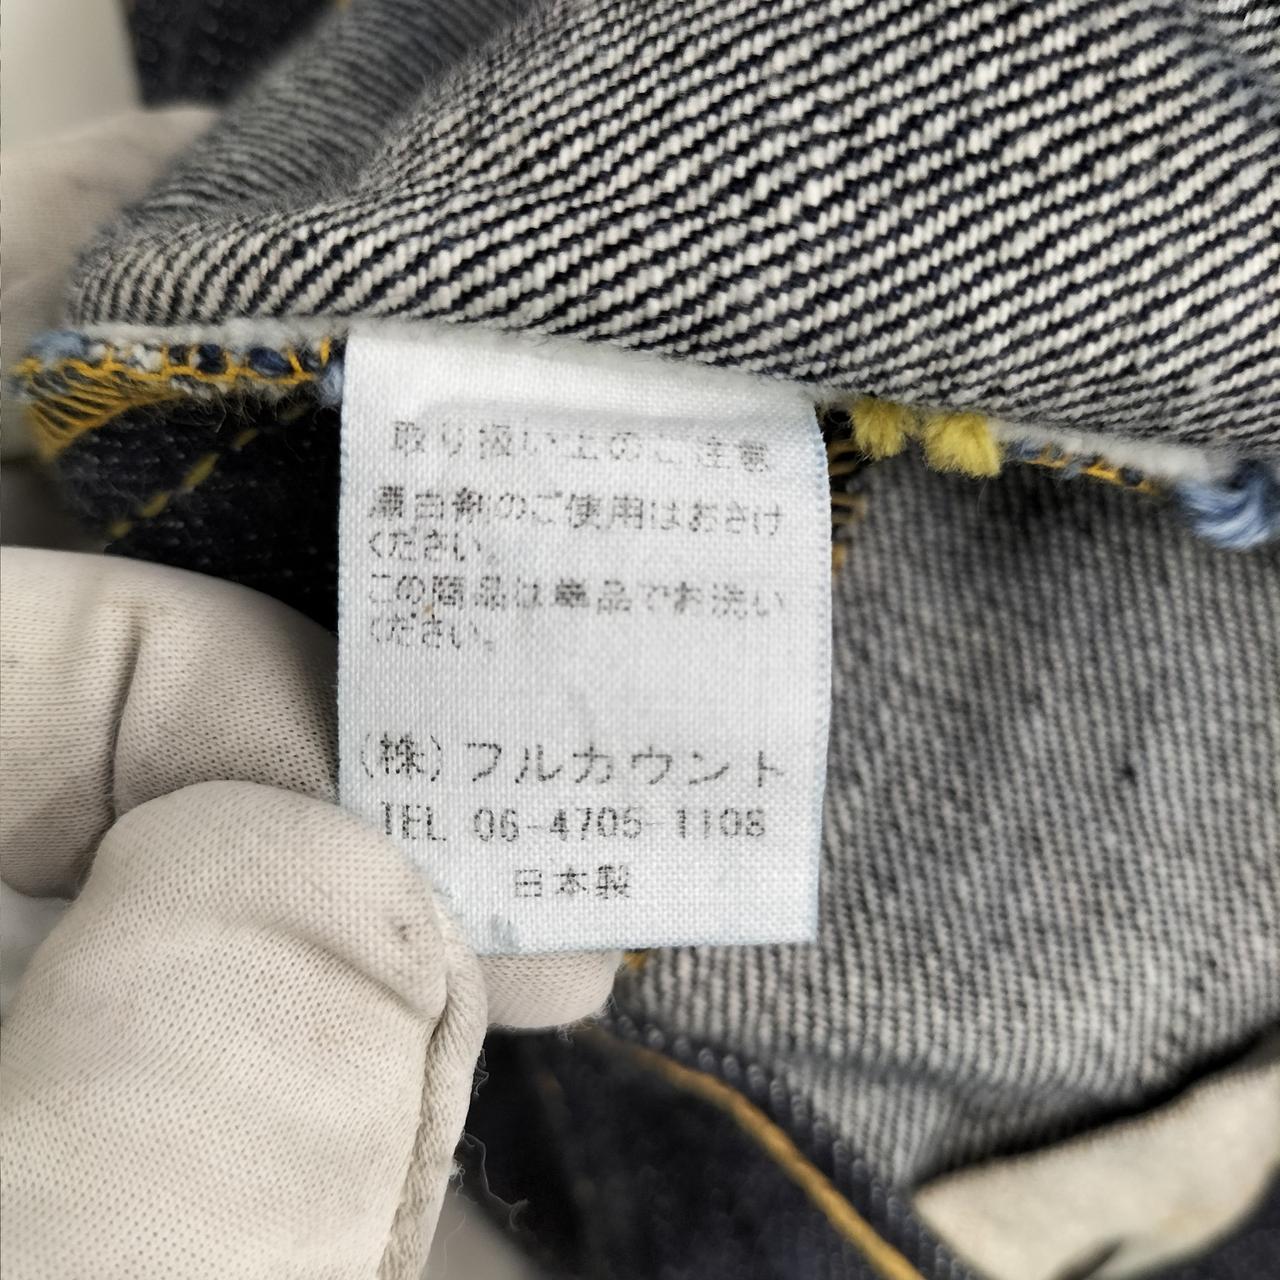 取り扱い上のご注意
漂白剤のご使用はおさけ
ください。
この商品は単品でお洗い
ください。
(株)フルカウント
TEL 06-4705-1108
日本製